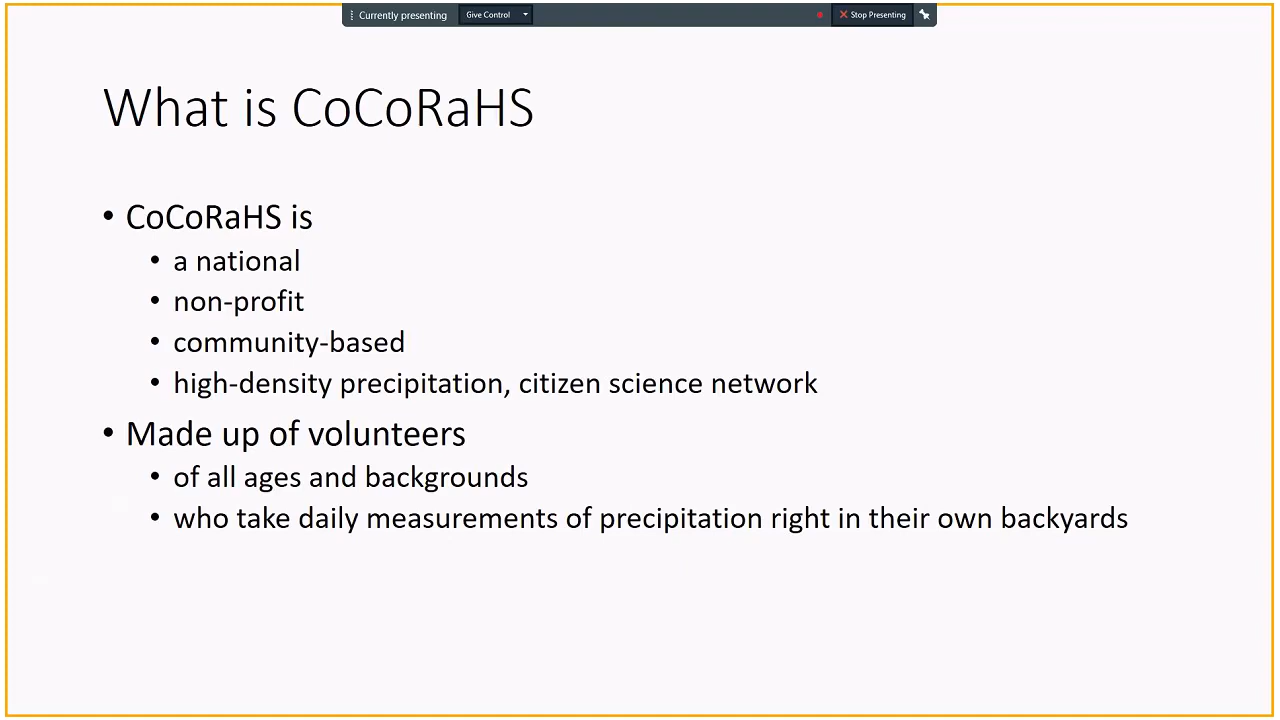 Currently presenting Give Control Stop Presenting
What is CoCoRaHS
• CoCoRaHS is
• a national
• non-profit
• community-based
• high-density precipitation, citizen science network
• Made up of volunteers
• of all ages and backgrounds
• who take daily measurements of precipitation right in their own backyards